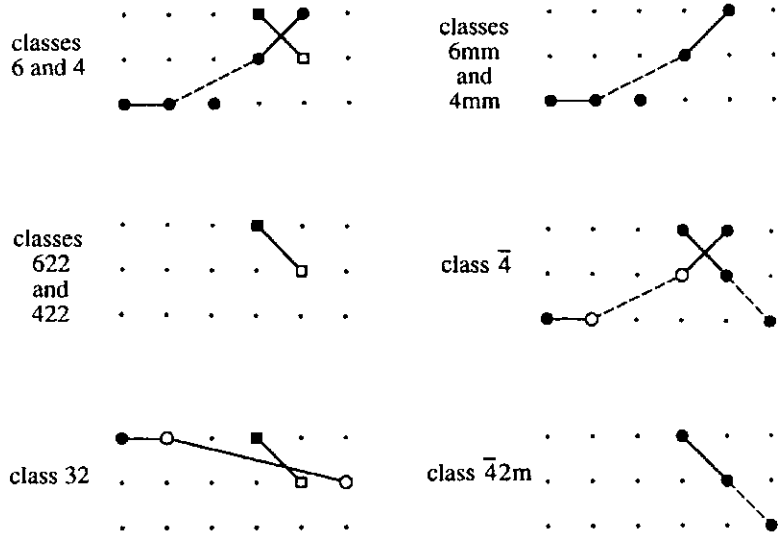 classes
6 and 4
classes
6mm
and
4mm
classes
622
and
422
class 4̅
class 32
class 4̅2m